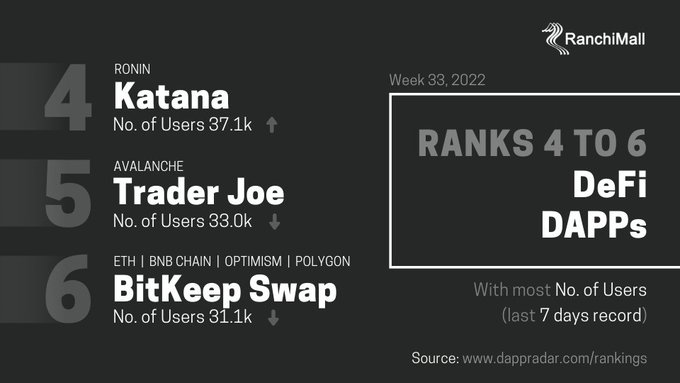 RanchiMall
4
RONIN
Katana
No. of Users 37.1k
5
AVALANCHE
Trader Joe
No. of Users 33.0k
6
ETH | BNB CHAIN | OPTIMISM | POLYGON
BitKeep Swap
No. of Users 31.1k
Week 33, 2022
RANKS 4 TO 6
DeFi
DAPPs
With most No. of Users
(last 7 days record)
Source: www.dappradar.com/rankings